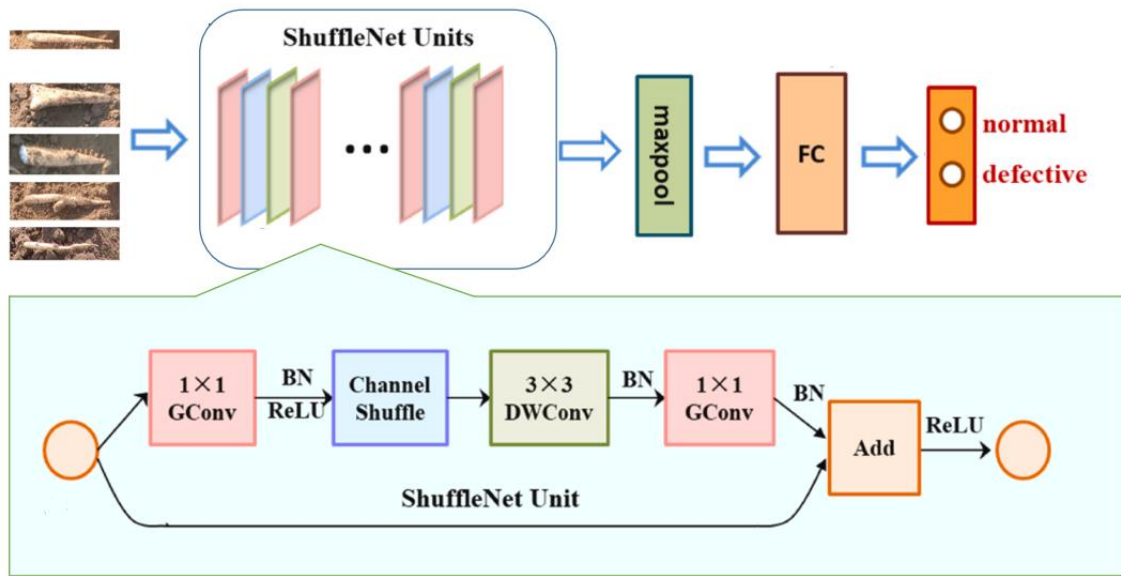 ShuffleNet Units
...
maxpool
FC
normal
defective
1×1
GConv
BN
ReLU
Channel
Shuffle
3×3
DWConv
BN
1×1
GConv
BN
Add
ReLU
ShuffleNet Unit